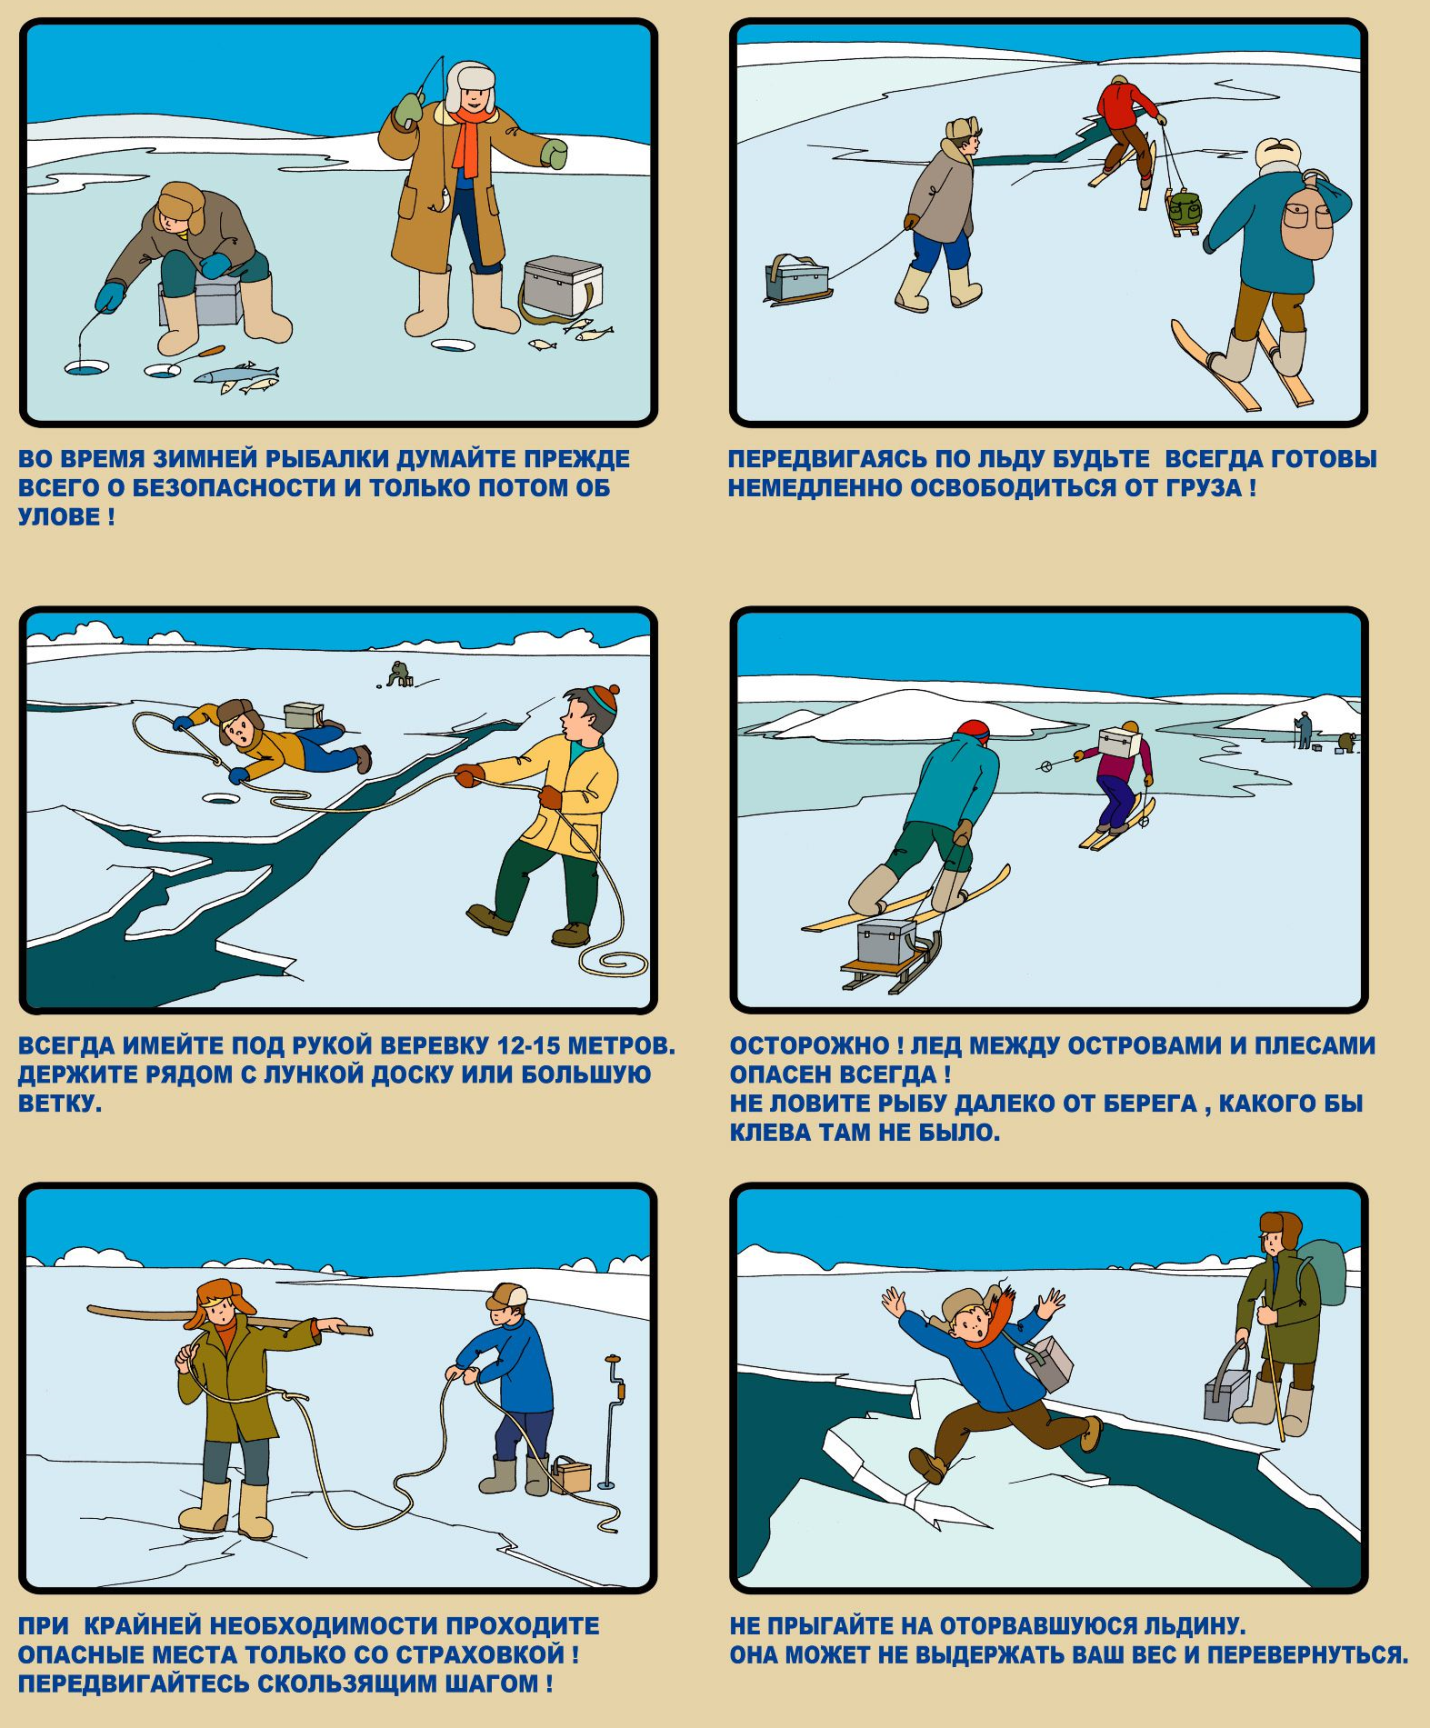 ВО ВРЕМЯ ЗИМНЕЙ РЫБАЛКИ ДУМАЙТЕ ПРЕЖДЕ
ВСЕГО О БЕЗОПАСНОСТИ И ТОЛЬКО ПОТОМ ОБ
УЛОВЕ !
ПЕРЕДВИГАЯСЬ ПО ЛЬДУ БУДЬТЕ ВСЕГДА ГОТОВЫ
НЕМЕДЛЕННО ОСВОБОДИТЬСЯ ОТ ГРУЗА !
ВСЕГДА ИМЕЙТЕ ПОД РУКОЙ ВЕРЕВКУ 12-15 МЕТРОВ.
ДЕРЖИТЕ РЯДОМ С ЛУНКОЙ ДОСКУ ИЛИ БОЛЬШУЮ
ВЕТКУ.
ОСТОРОЖНО ! ЛЕД МЕЖДУ ОСТРОВАМИ И ПЛЕСАМИ
ОПАСЕН ВСЕГДА !
НЕ ЛОВИТЕ РЫБУ ДАЛЕКО ОТ БЕРЕГА , КАКОГО БЫ
КЛЕВА ТАМ НЕ БЫЛО.
ПРИ КРАЙНЕЙ НЕОБХОДИМОСТИ ПРОХОДИТЕ
ОПАСНЫЕ МЕСТА ТОЛЬКО СО СТРАХОВКОЙ !
ПЕРЕДВИГАЙТЕСЬ СКОЛЬЗЯЩИМ ШАГОМ !
НЕ ПРЫГАЙТЕ НА ОТОРВАВШУЮСЯ ЛЬДИНУ.
ОНА МОЖЕТ НЕ ВЫДЕРЖАТЬ ВАШ ВЕС И ПЕРЕВЕРНУТЬСЯ.